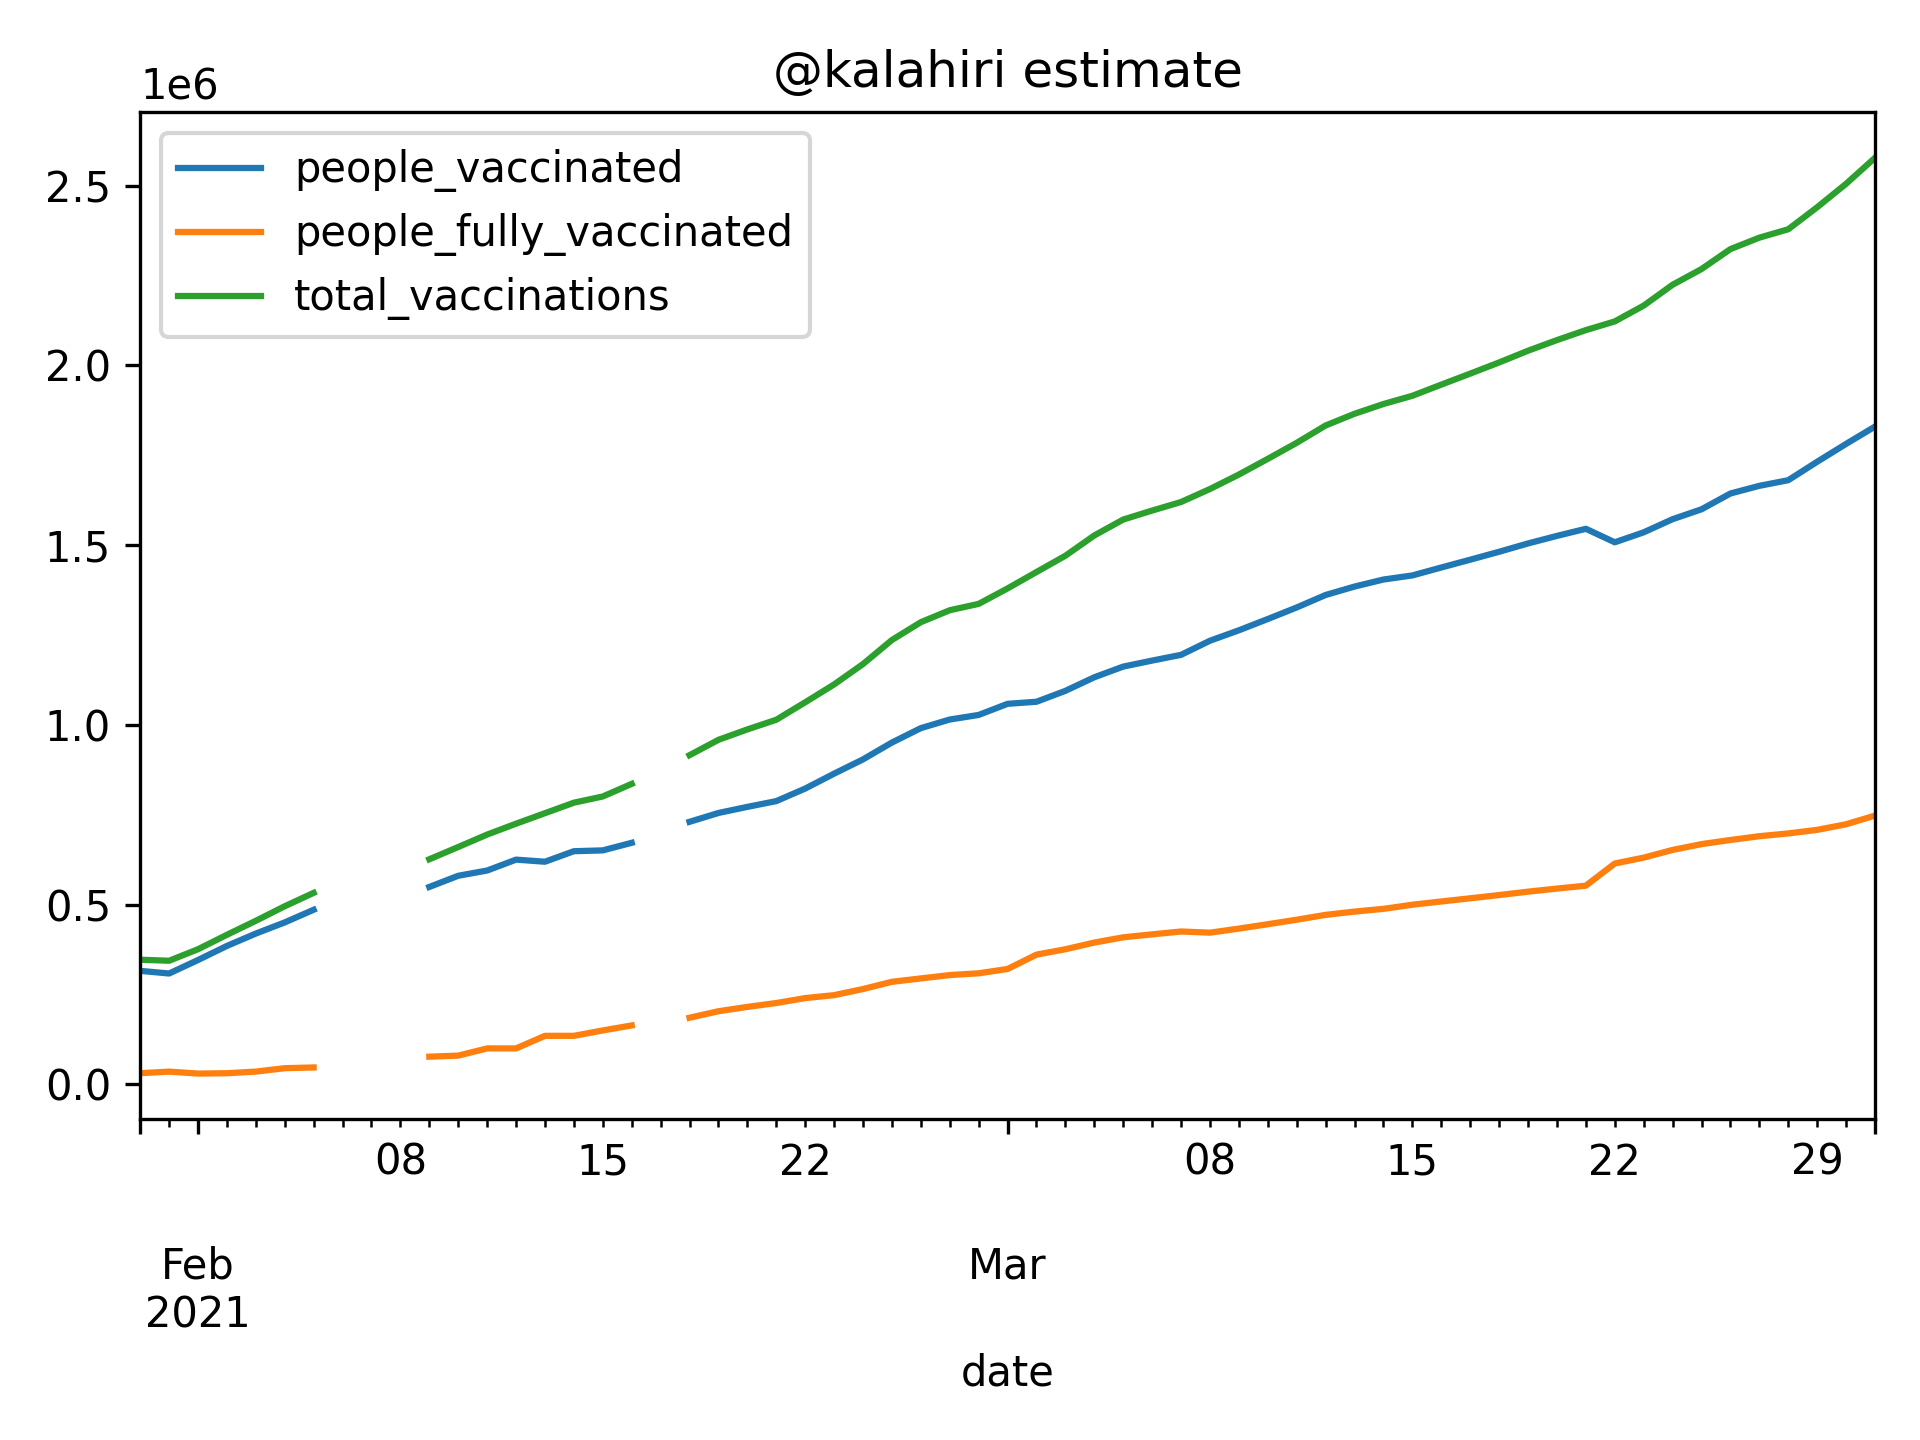 @kalahiri estimate
1e6
people_vaccinated
people_fully_vaccinated
total_vaccinations
2.5
2.0
1.5
1.0
0.5
0.0
08 15 22 08 15 22 29
Feb Mar
2021
date